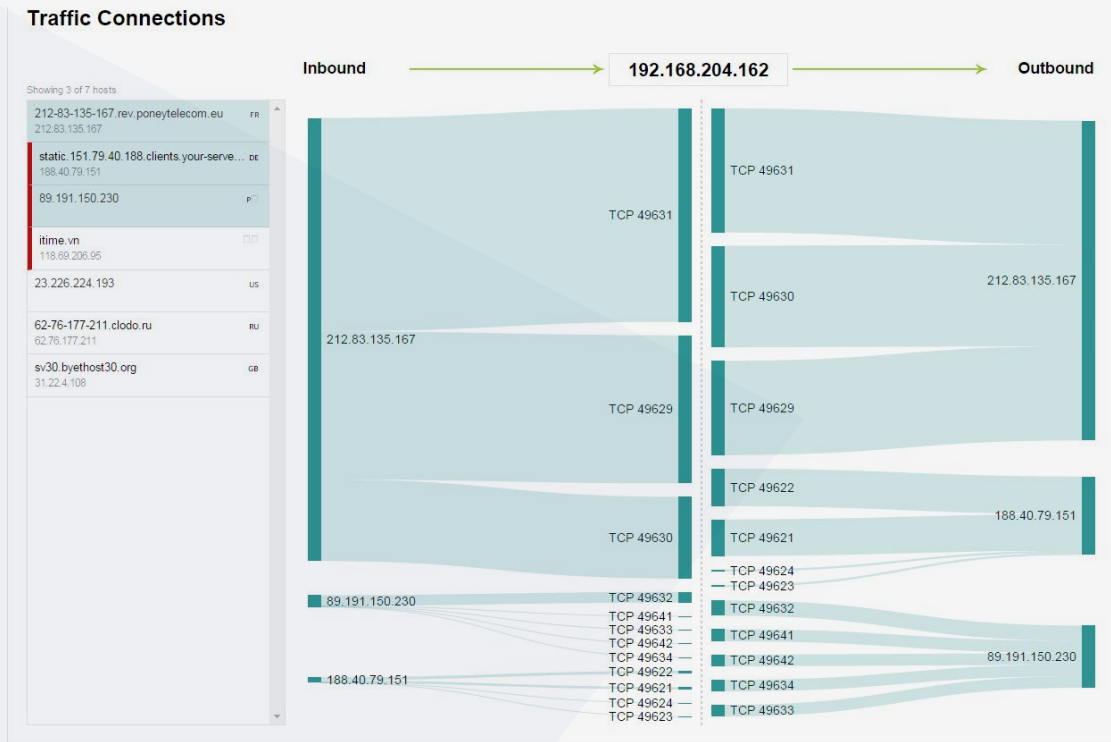 Traffic Connections
Inbound
192.168.204.162
Outbound
Showing 3 of 7 hosts
212-83-135-167.rev.poneytelecom.eu FR
212.83.135.167
static.151.79.40.188.clients.your-serve... DE
188.40.79.151
89.191.150.230 P
itime.vn
118.69.206.95
23.226.224.193 US
62-76-177-211.clodo.ru RU
62.76.177.211
sv30.byethost30.org GB
31.22.4.108
212.83.135.167
89.191.150.230
188.40.79.151
TCP 49631
TCP 49629
TCP 49630
TCP 49632
TCP 49641
TCP 49633
TCP 49642
TCP 49634
TCP 49622
TCP 49621
TCP 49624
TCP 49623
TCP 49631
TCP 49630
TCP 49629
TCP 49622
TCP 49621
TCP 49624
TCP 49623
TCP 49632
TCP 49641
TCP 49642
TCP 49634
TCP 49633
212.83.135.167
188.40.79.151
89.191.150.230